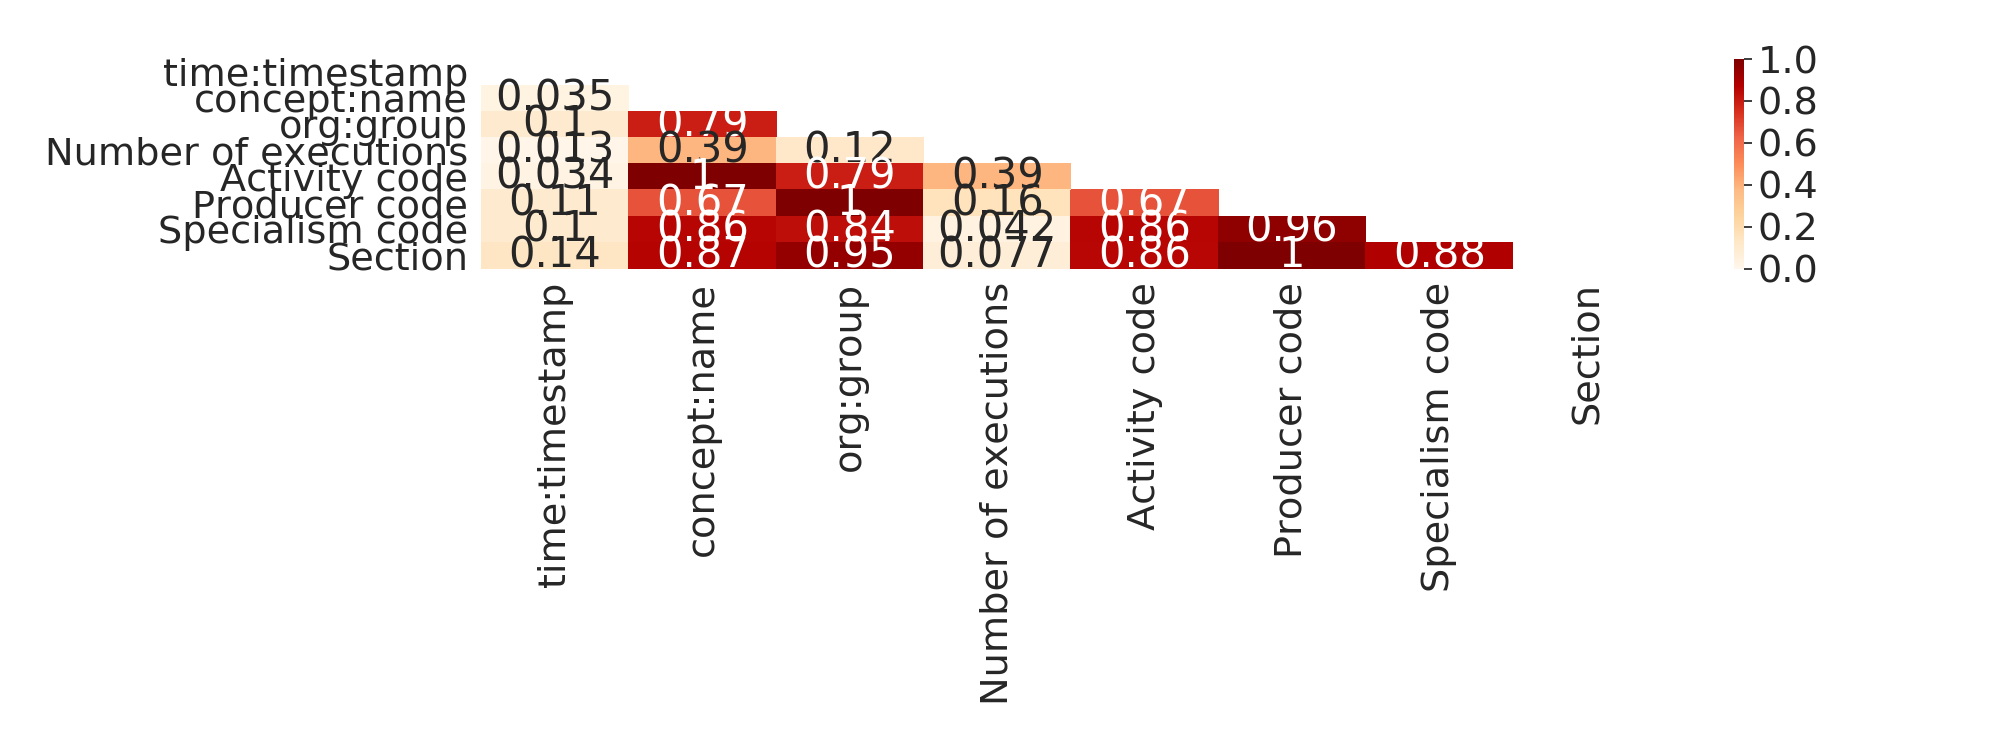 time:timestamp
concept:name 0.035
org:group 0.1 0.79
Number of executions 0.013 0.39 0.12
Activity code 0.034 1 0.79 0.39
Producer code 0.11 0.67 1 0.16 0.67
Specialism code 0.1 0.86 0.84 0.042 0.86 0.96
Section 0.14 0.87 0.95 0.077 0.86 1 0.88
time:timestamp
concept:name
org:group
Number of executions
Activity code
Producer code
Specialism code
Section
1.0
0.8
0.6
0.4
0.2
0.0